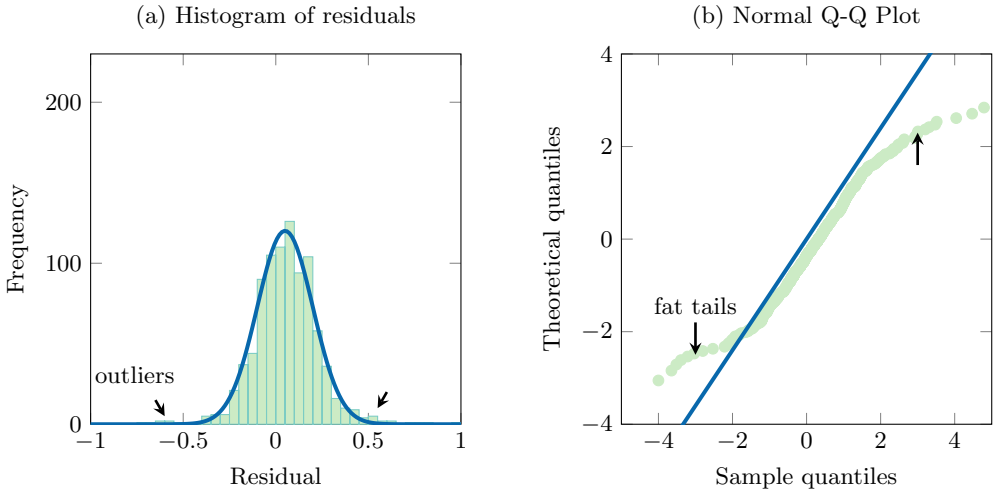 (a) Histogram of residuals
200
100
0
Frequency
outliers
−1
−0.5
0
0.5
1
Residual
(b) Normal Q-Q Plot
4
2
0
−2
−4
Theoretical quantiles
fat tails
−4
−2
0
2
4
Sample quantiles